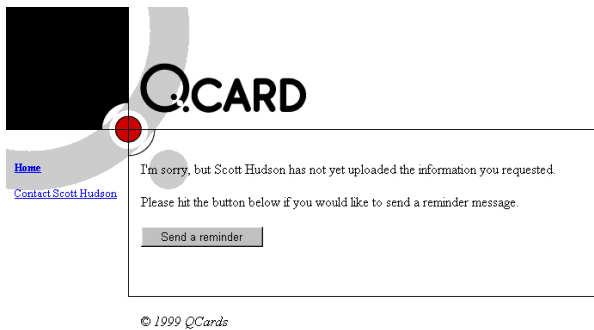 QCARD
Home
Contact Scott Hudson
I'm sorry, but Scott Hudson has not yet uploaded the information you requested.
Please hit the button below if you would like to send a reminder message.
Send a reminder
© 1999 QCards